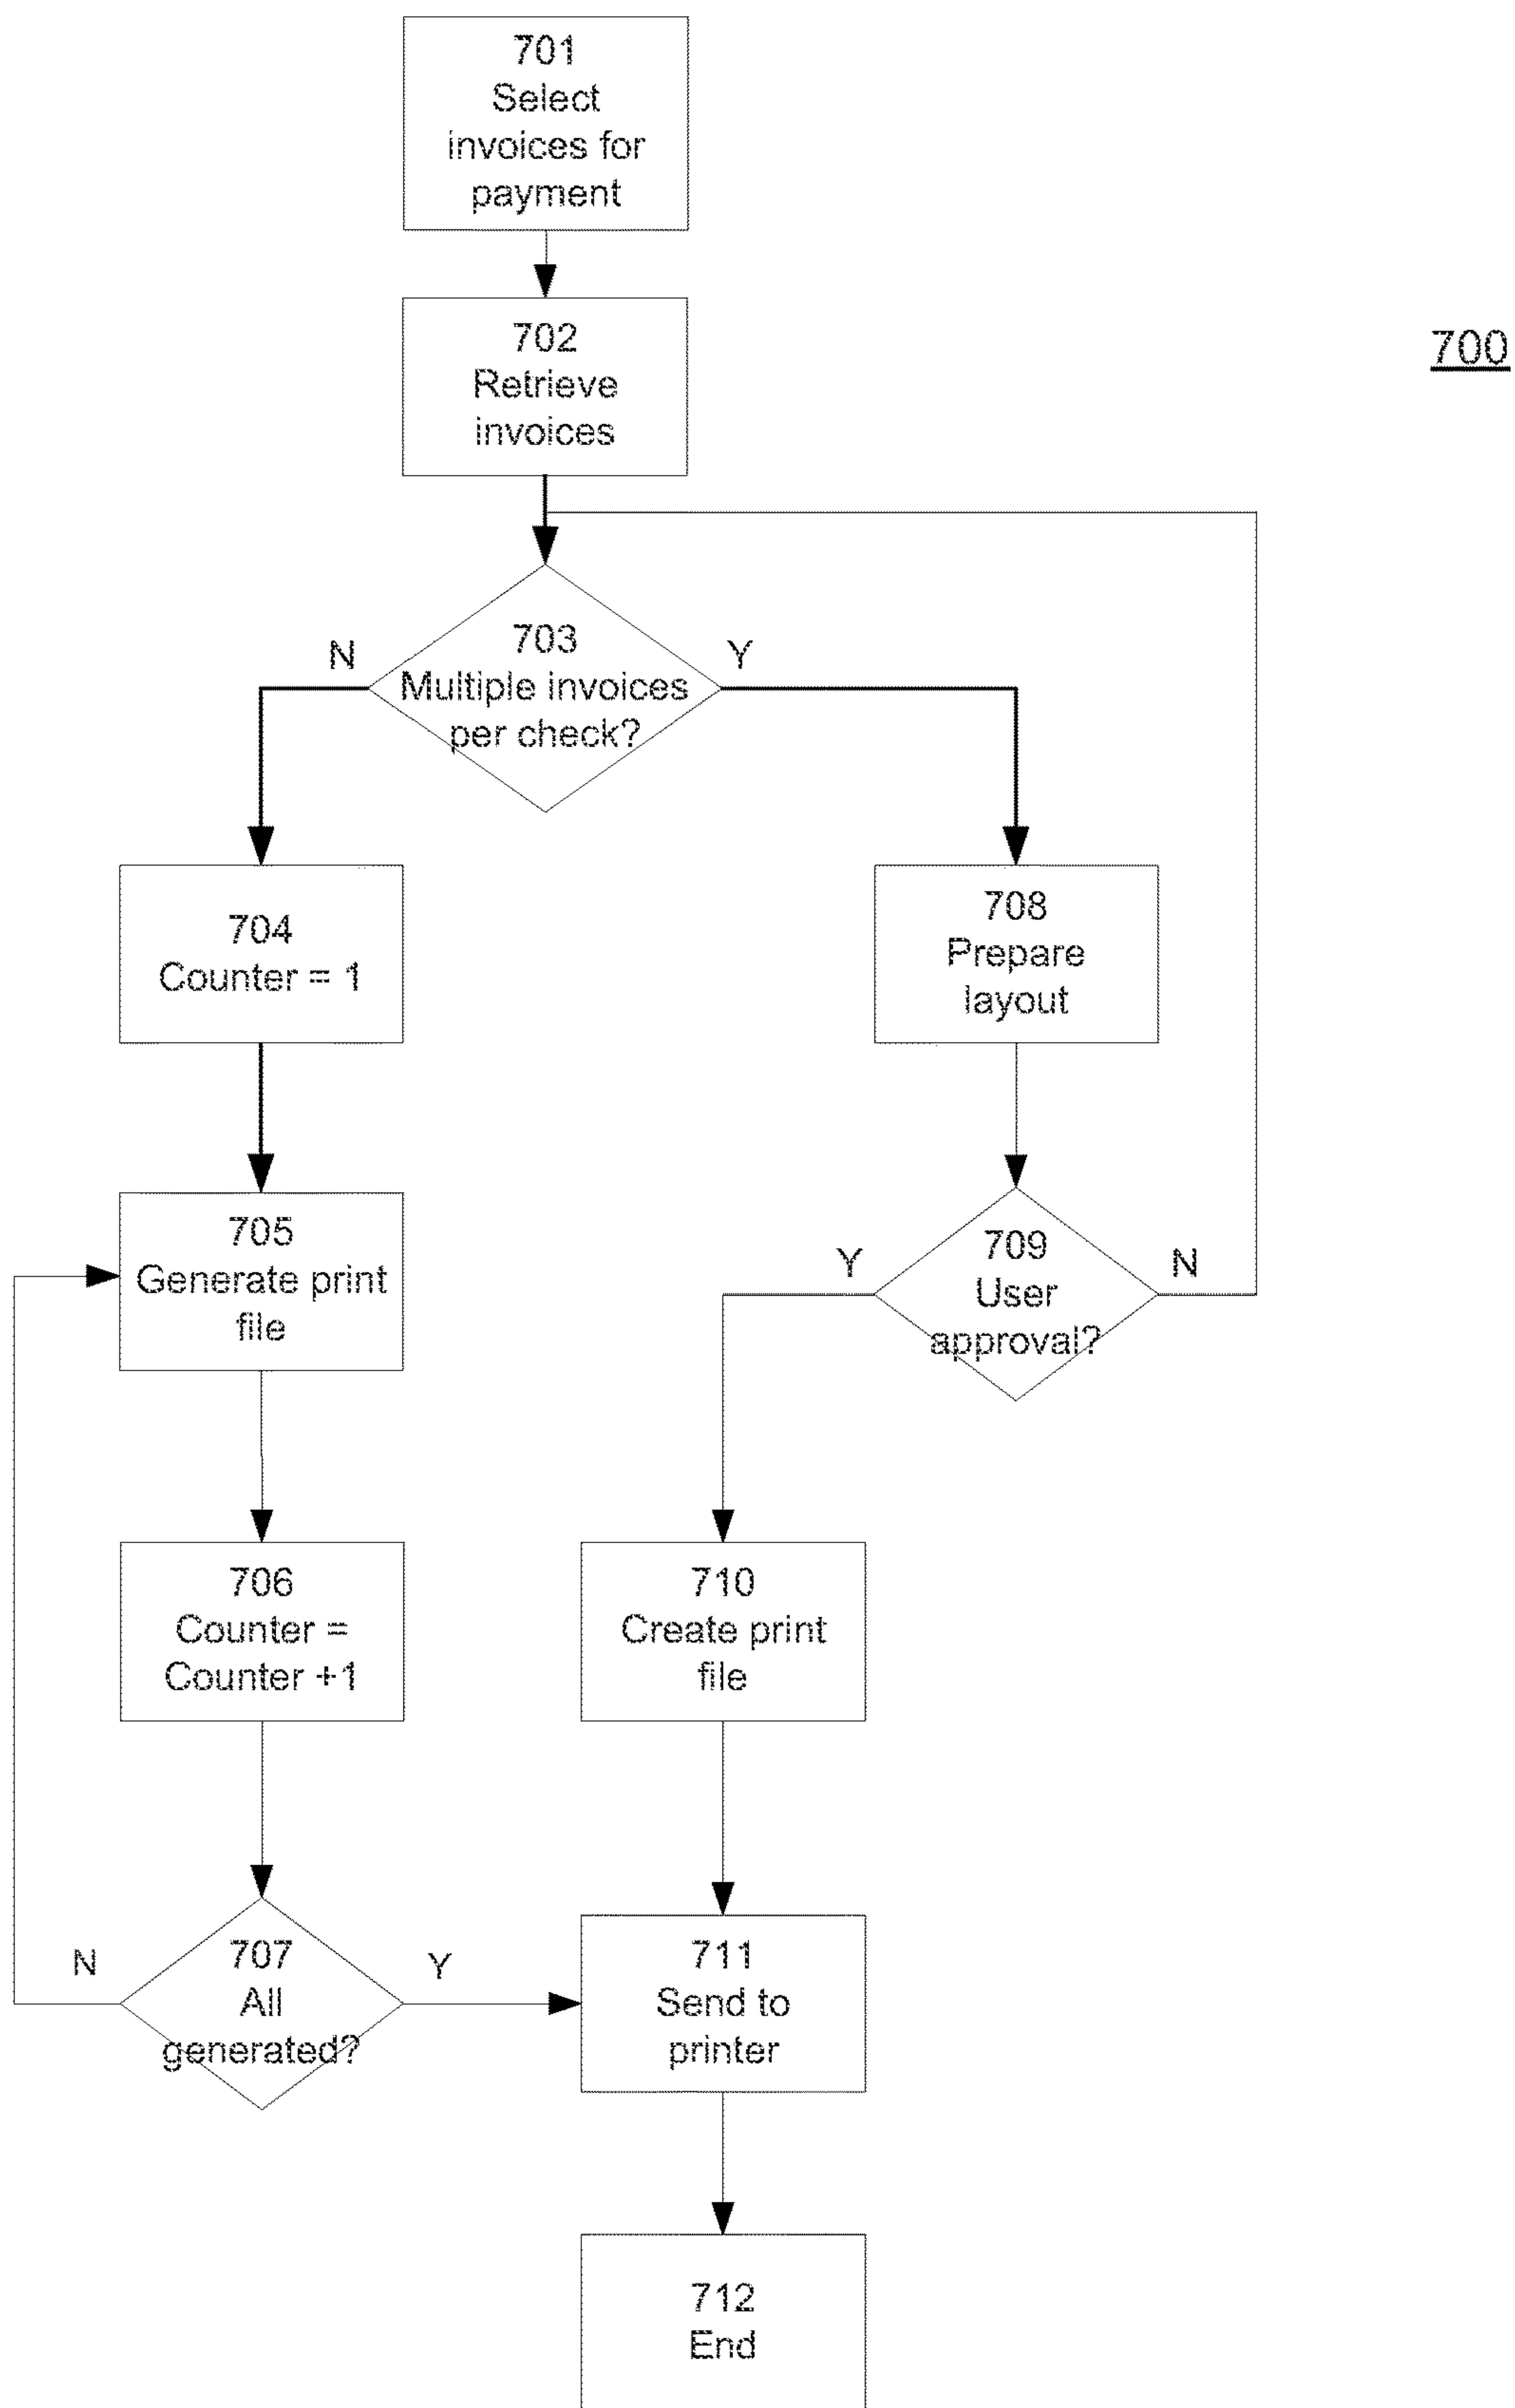 701
Select
invoices for
payment
702
Retrieve
invoices
700
N
703
Multiple invoices
per check?
Y
704
Counter = 1
708
Prepare
layout
705
Generate print
file
Y
709
User
approval?
N
706
Counter =
Counter +1
710
Create print
file
N
707
All
generated?
Y
711
Send to
printer
712
End